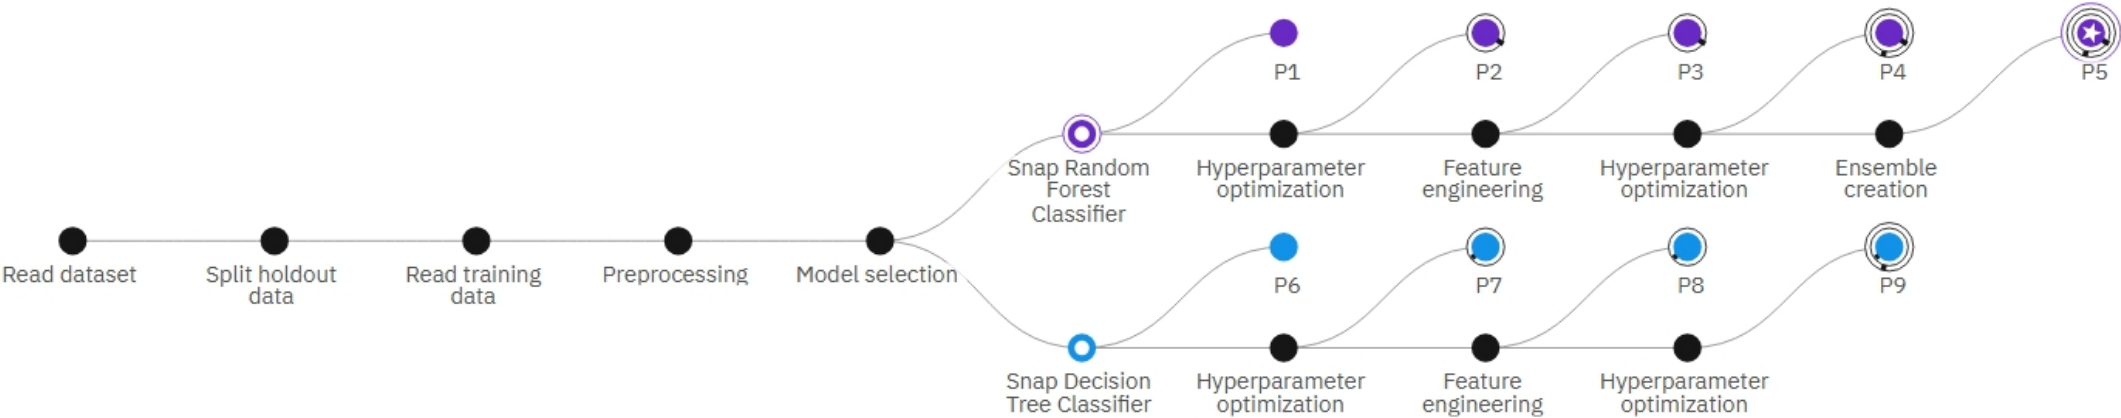 P1
P2
P3
P4
P5
Snap Random
Forest
Classifier
Hyperparameter
optimization
Feature
engineering
Hyperparameter
optimization
Ensemble
creation
Read dataset
Split holdout
data
Read training
data
Preprocessing
Model selection
P6
P7
P8
P9
Snap Decision
Tree Classifier
Hyperparameter
optimization
Feature
engineering
Hyperparameter
optimization